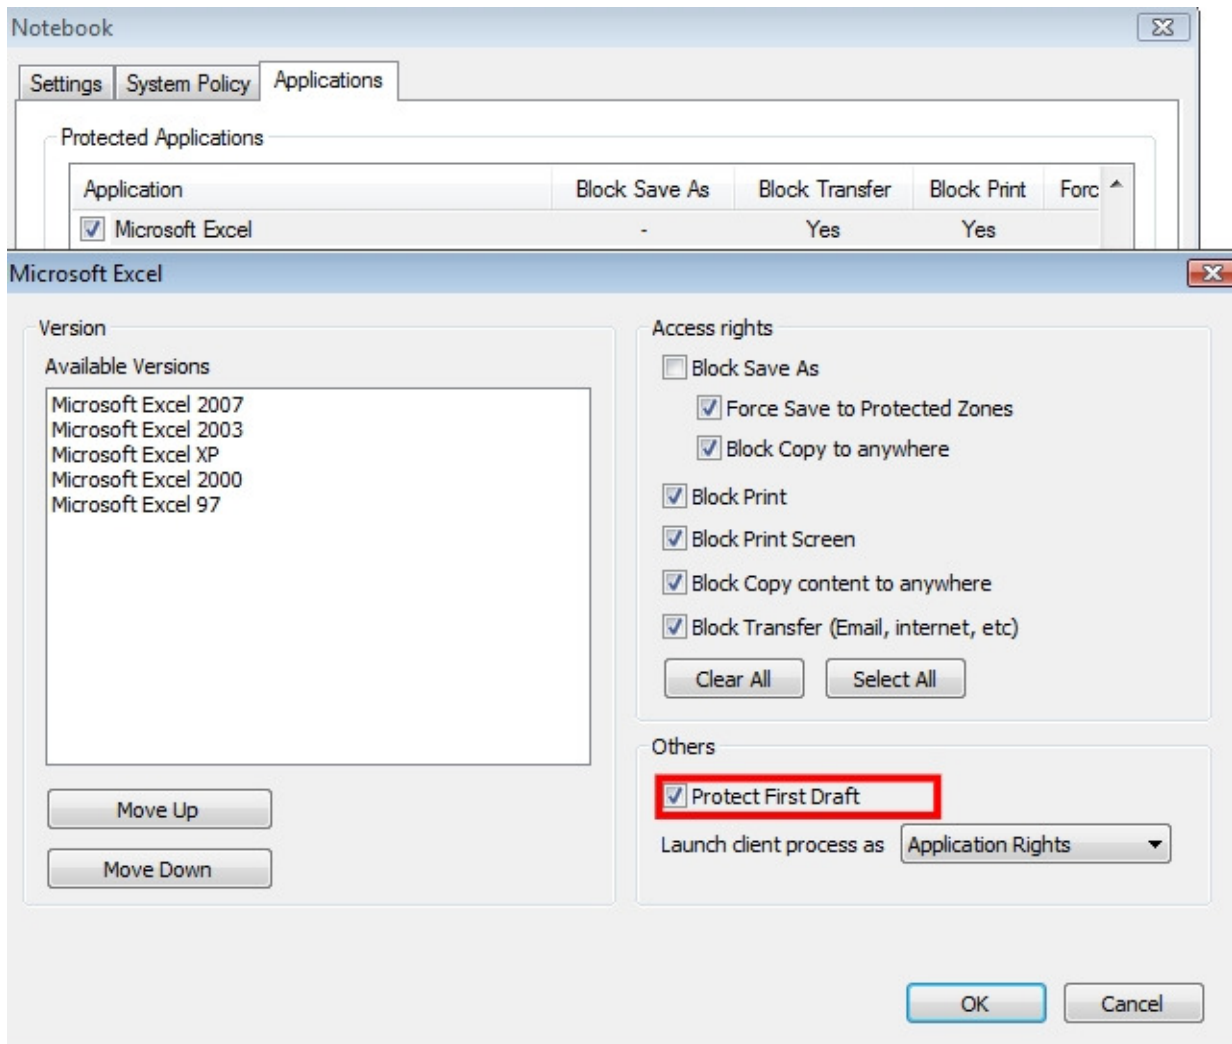 Notebook
Settings System Policy Applications
Protected Applications
Application Block Save As Block Transfer Block Print Forc
Microsoft Excel - Yes Yes
Microsoft Excel
Version
Available Versions
Microsoft Excel 2007
Microsoft Excel 2003
Microsoft Excel XP
Microsoft Excel 2000
Microsoft Excel 97
Move Up
Move Down
Access rights
Block Save As
Force Save to Protected Zones
Block Copy to anywhere
Block Print
Block Print Screen
Block Copy content to anywhere
Block Transfer (Email, internet, etc)
Clear All Select All
Others
Protect First Draft
Launch client process as Application Rights
OK Cancel